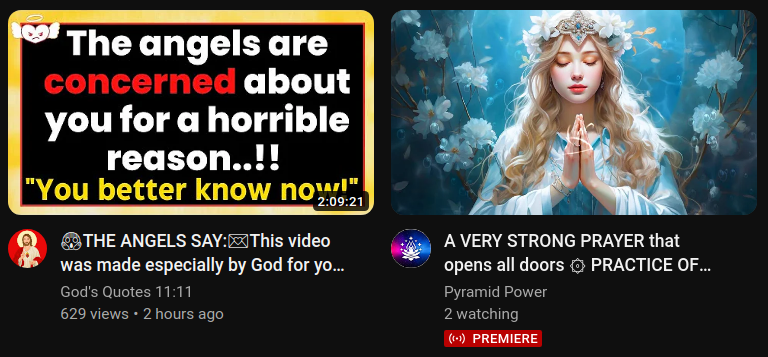 The angels are
concerned about
you for a horrible
reason..!!
"You better know now!"
2:09:21
😱THE ANGELS SAY:✉️This video
was made especially by God for yo...
God's Quotes 11:11
629 views • 2 hours ago
A VERY STRONG PRAYER that
opens all doors ۞ PRACTICE OF...
Pyramid Power
2 watching
PREMIERE